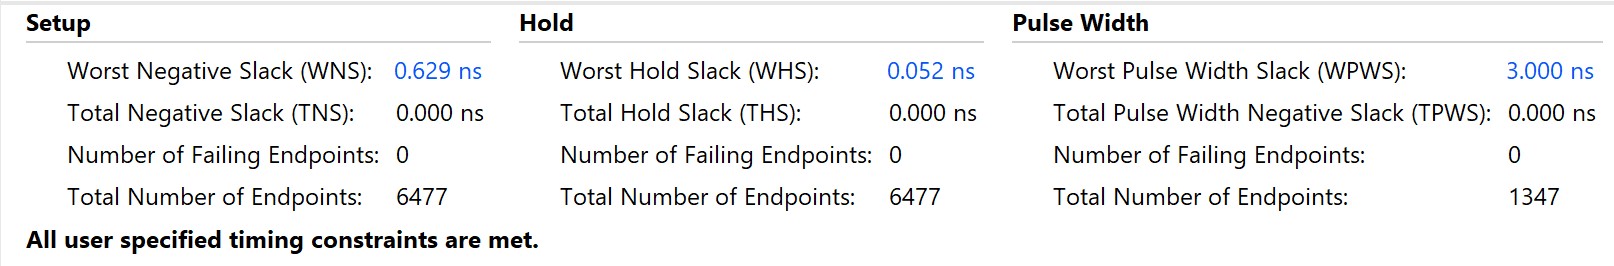 Setup
Worst Negative Slack (WNS): 0.629 ns
Total Negative Slack (TNS): 0.000 ns
Number of Failing Endpoints: 0
Total Number of Endpoints: 6477
Hold
Worst Hold Slack (WHS): 0.052 ns
Total Hold Slack (THS): 0.000 ns
Number of Failing Endpoints: 0
Total Number of Endpoints: 6477
Pulse Width
Worst Pulse Width Slack (WPWS): 3.000 ns
Total Pulse Width Negative Slack (TPWS): 0.000 ns
Number of Failing Endpoints: 0
Total Number of Endpoints: 1347
All user specified timing constraints are met.